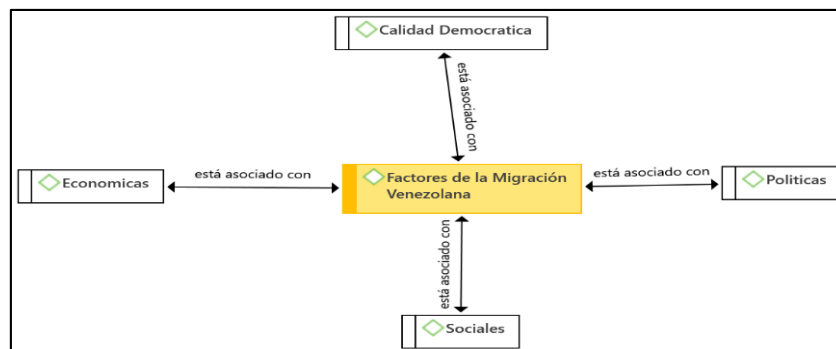 Calidad Democratica
está asociado con
Economicas
está asociado con
Factores de la Migración
Venezolana
está asociado con
Politicas
está asociado con
Sociales